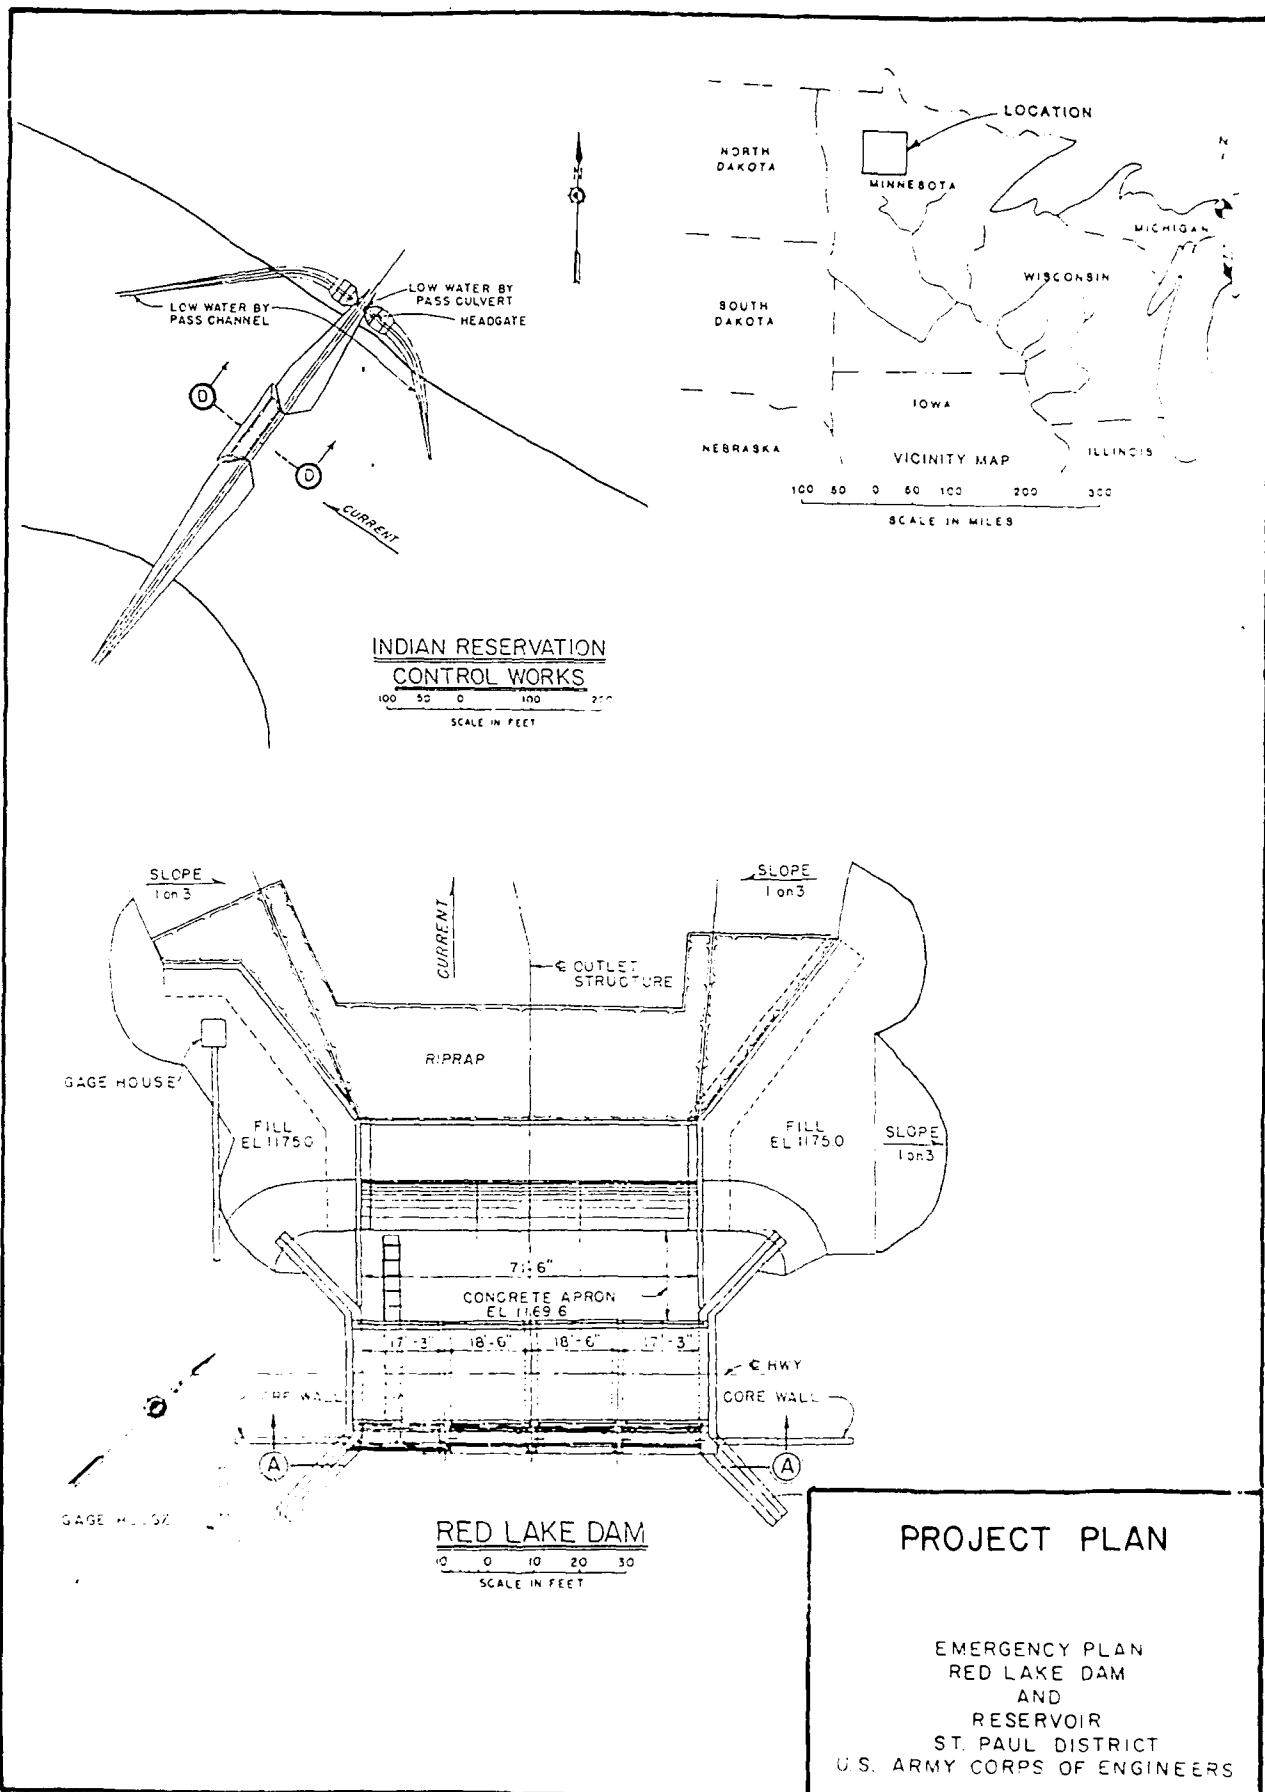 LOCATION
N
NORTH
DAKOTA
MINNESOTA
MICHIGAN
WISCONSIN
SOUTH
DAKOTA
IOWA
NEBRASKA
ILLINOIS
VICINITY MAP
100 50 0 50 100 200 300
SCALE IN MILES
N
LOW WATER BY
PASS CULVERT
HEADGATE
LOW WATER BY
PASS CHANNEL
D
D
CURRENT
INDIAN RESERVATION
CONTROL WORKS
100 50 0 100 200
SCALE IN FEET
SLOPE
1 on 3
SLOPE
1 on 3
CURRENT
℄ OUTLET
STRUCTURE
RIPRAP
GAGE HOUSE
FILL
EL 1175.0
FILL
EL 1175.0
SLOPE
1 on 3
71'-6"
CONCRETE APRON
EL 1169.6
17'-3" 18'-6" 18'-6" 17'-3"
℄ HWY
WALL
CORE WALL
A
A
GAGE
RED LAKE DAM
10 0 10 20 30
SCALE IN FEET
PROJECT PLAN
EMERGENCY PLAN
RED LAKE DAM
AND
RESERVOIR
ST. PAUL DISTRICT
U.S. ARMY CORPS OF ENGINEERS